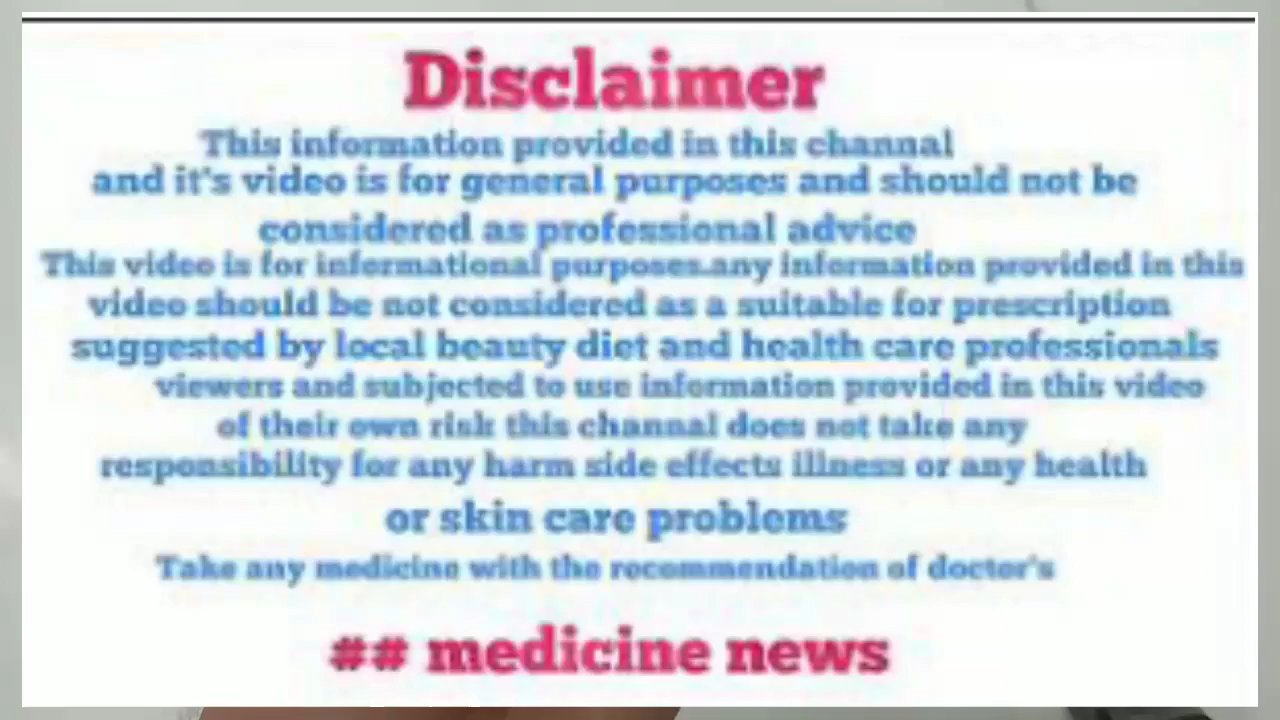 Disclaimer
This information provided in this channal
and it's video is for general purposes and should not be
considered as professional advice
This video is for informational purposes.any information provided in this
video should be not considered as a suitable for prescription
suggested by local beauty diet and health care professionals
viewers and subjected to use information provided in this video
of their own risk this channal does not take any
responsibility for any harm side effects illness or any health
or skin care problems
Take any medicine with the recommendation of doctor's
## medicine news